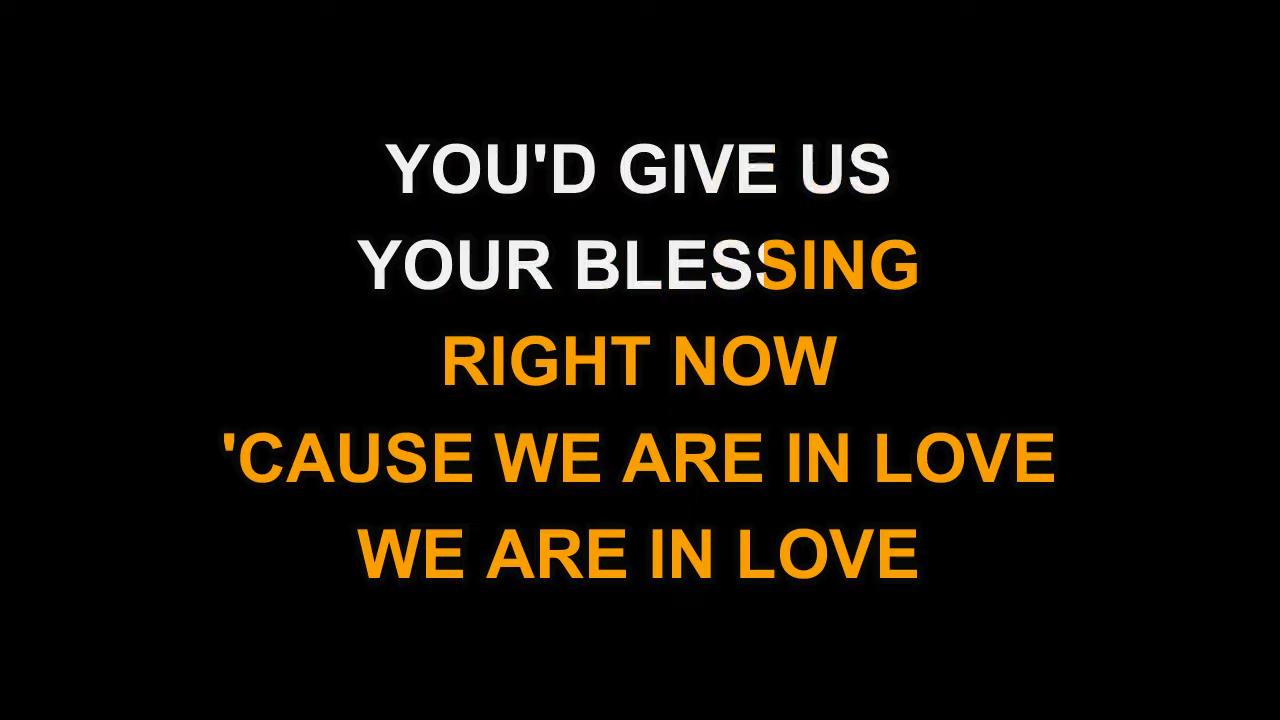 YOU'D GIVE US
YOUR BLESSING
RIGHT NOW
'CAUSE WE ARE IN LOVE
WE ARE IN LOVE